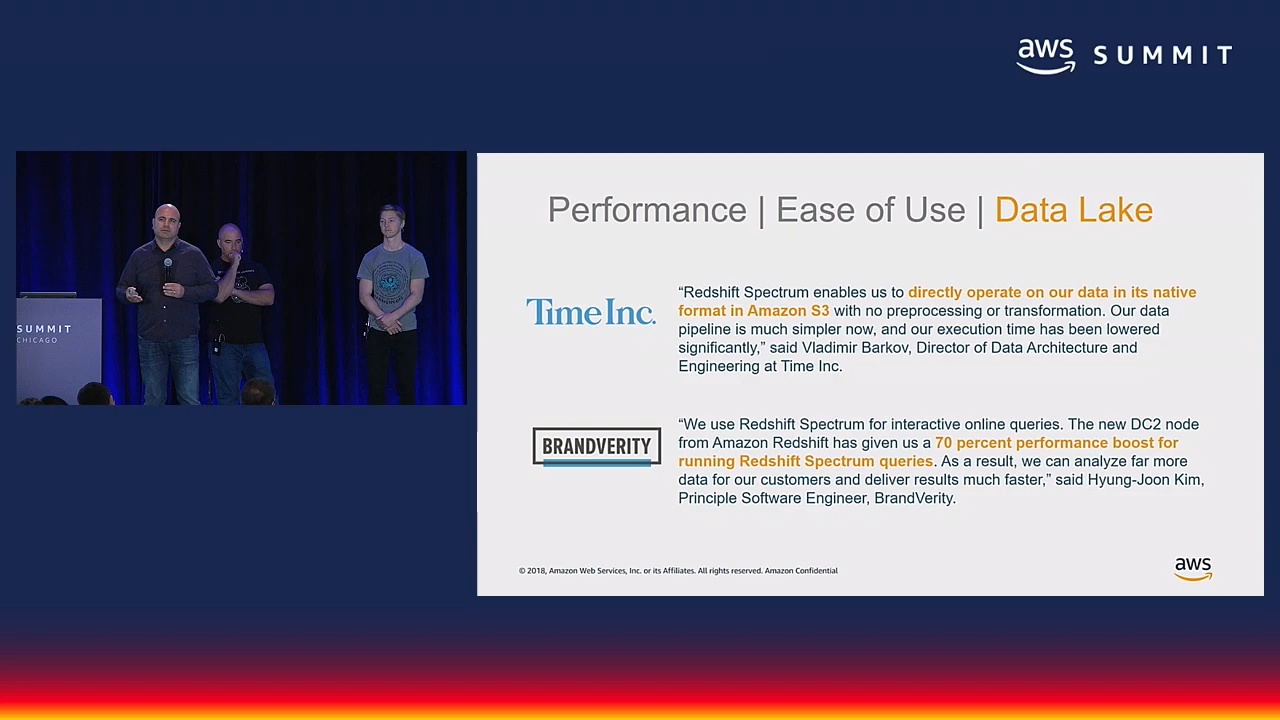 aws SUMMIT
SUMMIT
CHICAGO
Performance | Ease of Use | Data Lake
Time Inc.
“Redshift Spectrum enables us to directly operate on our data in its native
format in Amazon S3 with no preprocessing or transformation. Our data
pipeline is much simpler now, and our execution time has been lowered
significantly,” said Vladimir Barkov, Director of Data Architecture and
Engineering at Time Inc.
BRANDVERITY
“We use Redshift Spectrum for interactive online queries. The new DC2 node
from Amazon Redshift has given us a 70 percent performance boost for
running Redshift Spectrum queries. As a result, we can analyze far more
data for our customers and deliver results much faster,” said Hyung-Joon Kim,
Principle Software Engineer, BrandVerity.
© 2018, Amazon Web Services, Inc. or its Affiliates. All rights reserved. Amazon Confidential
aws